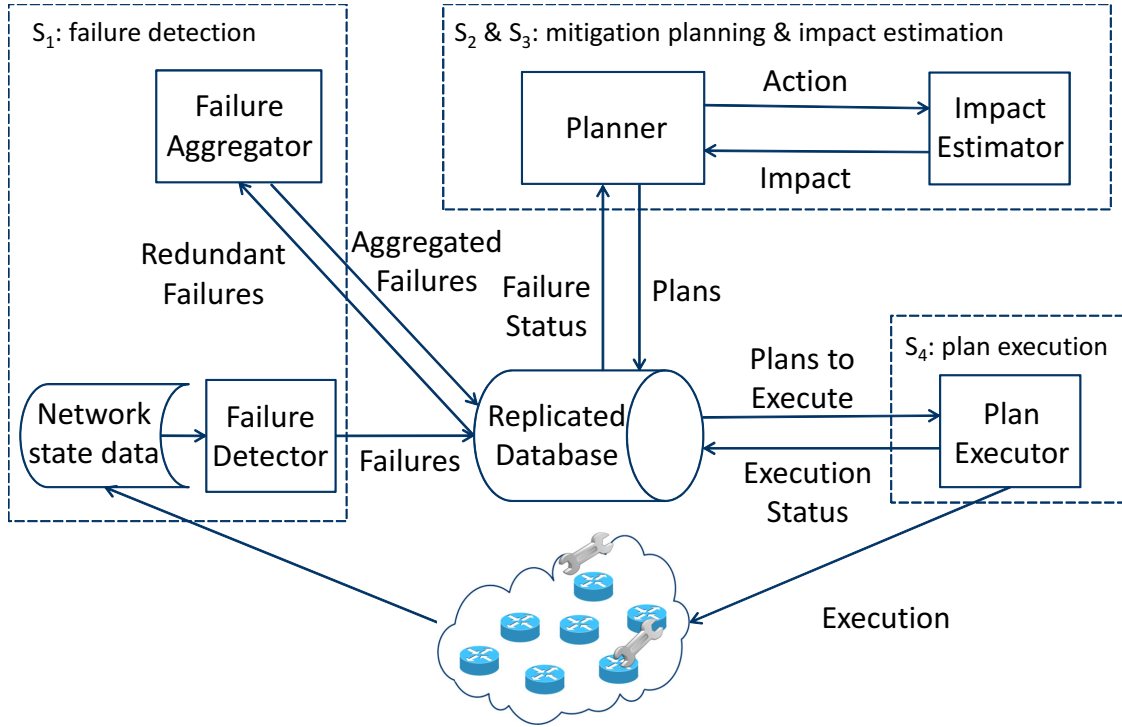 S₁: failure detection
Failure
Aggregator
Redundant
Failures
Aggregated
Failures
Network
state data
Failure
Detector
Failures
S₂ & S₃: mitigation planning & impact estimation
Planner
Action
Impact
Impact
Estimator
Failure
Status
Plans
Replicated
Database
Plans to
Execute
Execution
Status
S₄: plan execution
Plan
Executor
Execution